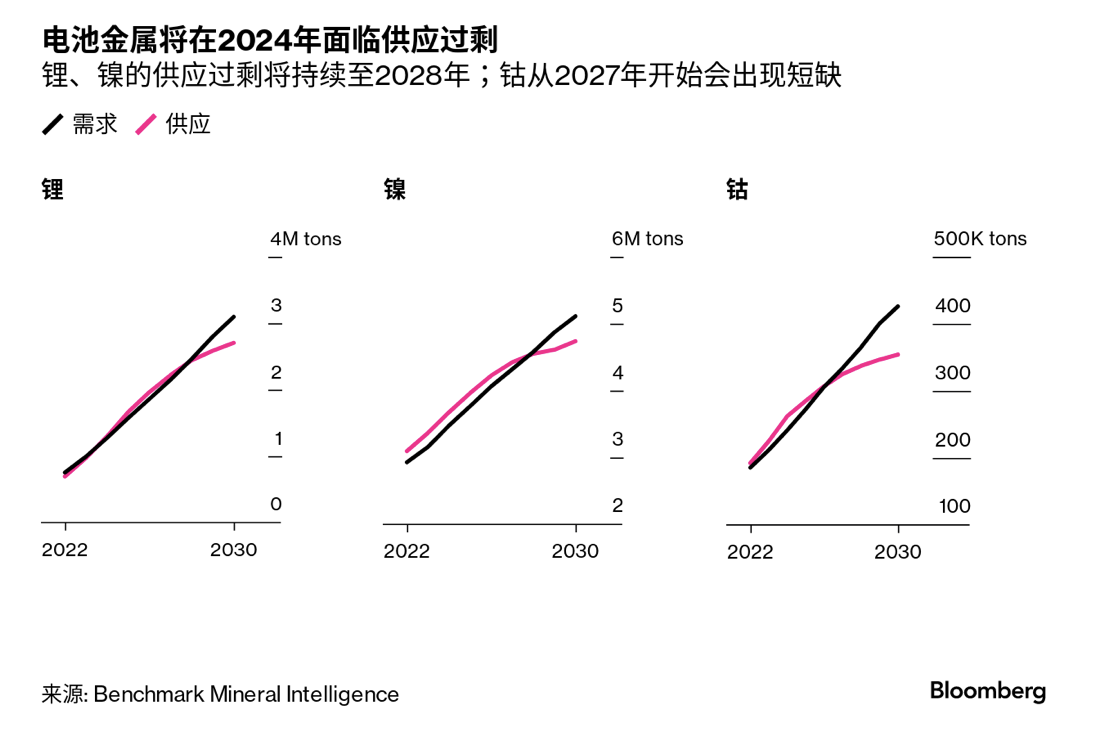 电池金属将在2024年面临供应过剩
锂、镍的供应过剩将持续至2028年；钴从2027年开始会出现短缺
需求 供应
锂
4M tons
3
2
1
0
2022 2030
镍
6M tons
5
4
3
2
2022 2030
钴
500K tons
400
300
200
100
2022 2030
来源: Benchmark Mineral Intelligence
Bloomberg